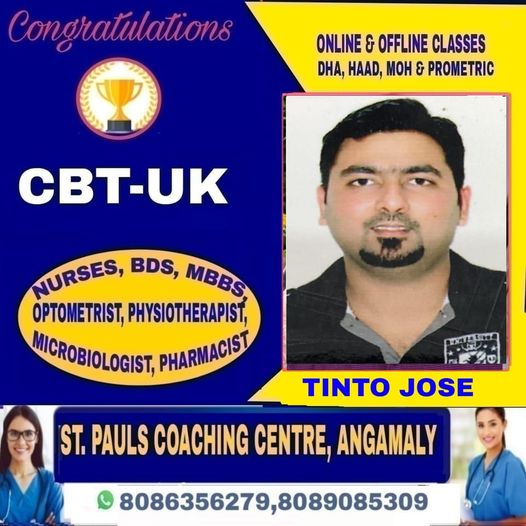 Congratulations
ONLINE & OFFLINE CLASSES
DHA, HAAD, MOH & PROMETRIC
CBT-UK
NURSES, BDS, MBBS,
OPTOMETRIST, PHYSIOTHERAPIST,
MICROBIOLOGIST, PHARMACIST
TINTO JOSE
ST. PAULS COACHING CENTRE, ANGAMALY
8086356279,8089085309